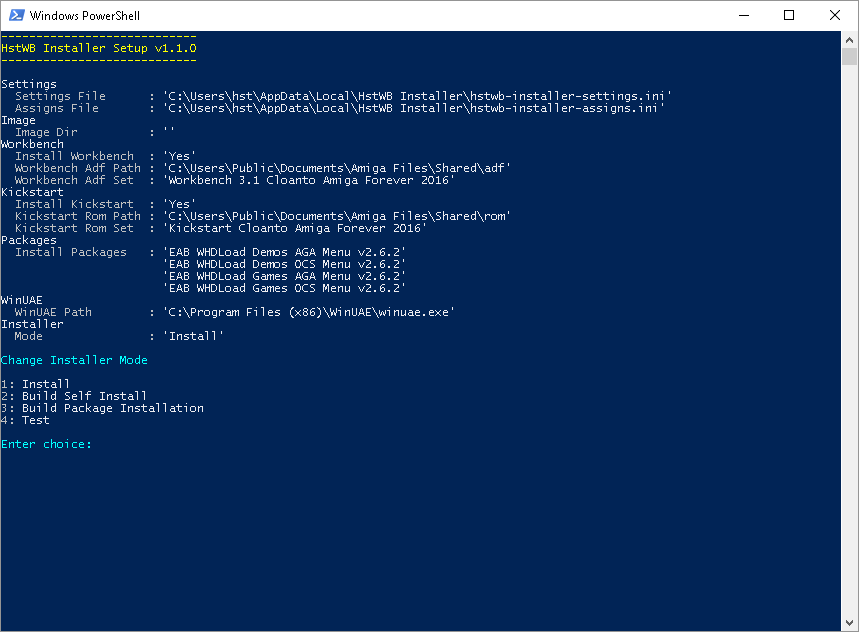 Windows PowerShell
----------------------------
HstWB Installer Setup v1.1.0
----------------------------
Settings
Settings File : 'C:\Users\hst\AppData\Local\HstWB Installer\hstwb-installer-settings.ini'
Assigns File : 'C:\Users\hst\AppData\Local\HstWB Installer\hstwb-installer-assigns.ini'
Image
Image Dir : ''
Workbench
Install Workbench : 'Yes'
Workbench Adf Path : 'C:\Users\Public\Documents\Amiga Files\Shared\adf'
Workbench Adf Set : 'Workbench 3.1 Cloanto Amiga Forever 2016'
Kickstart
Install Kickstart : 'Yes'
Kickstart Rom Path : 'C:\Users\Public\Documents\Amiga Files\Shared\rom'
Kickstart Rom Set : 'Kickstart Cloanto Amiga Forever 2016'
Packages
Install Packages : 'EAB WHDLoad Demos AGA Menu v2.6.2'
'EAB WHDLoad Demos OCS Menu v2.6.2'
'EAB WHDLoad Games AGA Menu v2.6.2'
'EAB WHDLoad Games OCS Menu v2.6.2'
WinUAE
WinUAE Path : 'C:\Program Files (x86)\WinUAE\winuae.exe'
Installer
Mode : 'Install'
Change Installer Mode
1: Install
2: Build Self Install
3: Build Package Installation
4: Test
Enter choice: